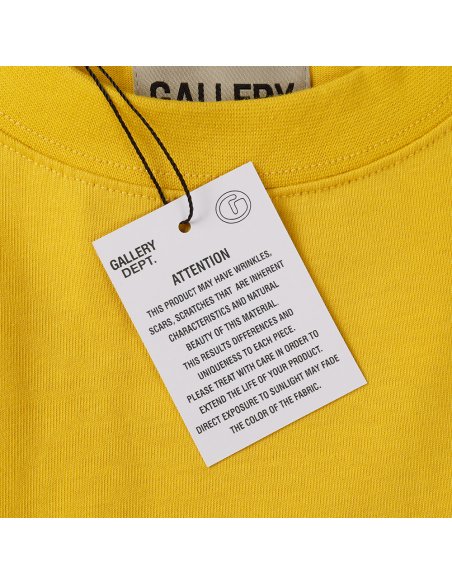 GALLERY
GALLERY
DEPT.
G
ATTENTION
THIS PRODUCT MAY HAVE WRINKLES,
SCARS, SCRATCHES THAT ARE INHERENT
CHARACTERISTICS AND NATURAL
BEAUTY OF THIS MATERIAL.
THIS RESULTS DIFFERENCES AND
UNIQUENESS TO EACH PIECE.
PLEASE TREAT WITH CARE IN ORDER TO
EXTEND THE LIFE OF YOUR PRODUCT.
DIRECT EXPOSURE TO SUNLIGHT MAY FADE
THE COLOR OF THE FABRIC.